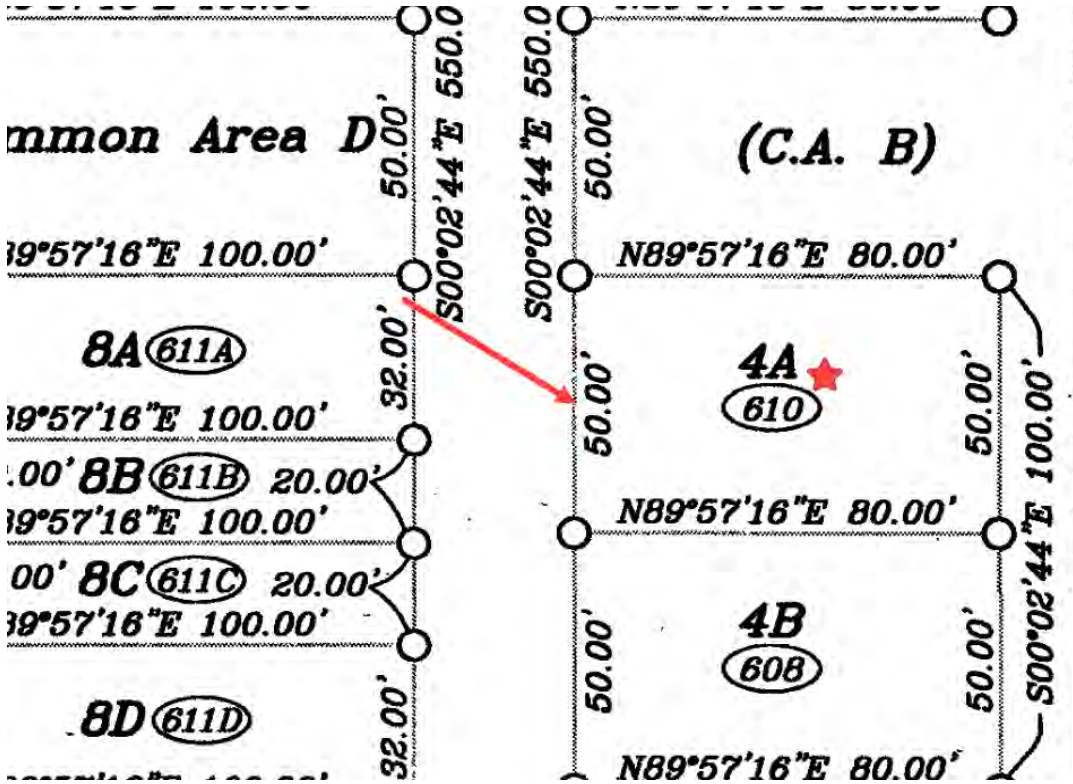 mmon Area D
50.00'
S00°02'44"E 550.0
S00°02'44"E 550.0
50.00'
(C.A. B)
89°57'16"E 100.00'
N89°57'16"E 80.00'
8A 611A
32.00'
50.00'
4A
610
50.00'
S00°02'44"E 100.00'
89°57'16"E 100.00'
.00' 8B 611B 20.00'
89°57'16"E 100.00'
N89°57'16"E 80.00'
00' 8C 611C 20.00'
89°57'16"E 100.00'
50.00'
4B
608
50.00'
8D 611D
32.00'
N89°57'16"E 80.00'